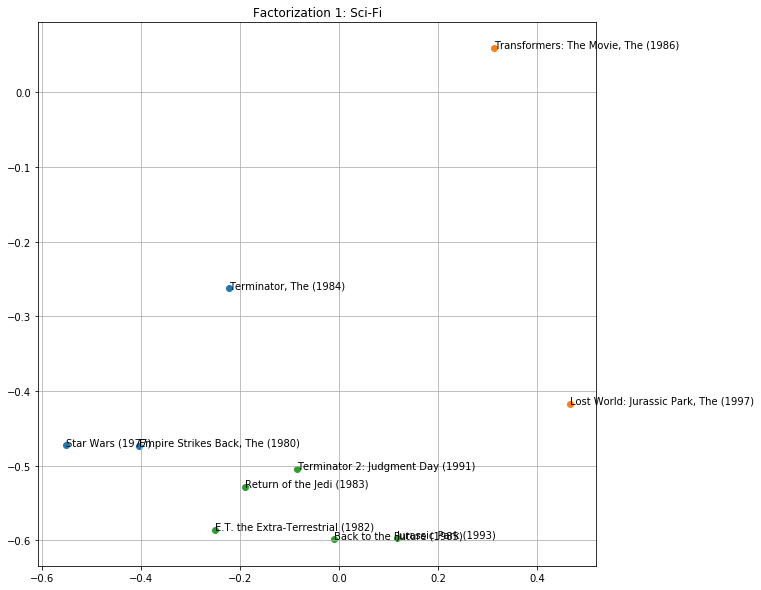 Factorization 1: Sci-Fi
Transformers: The Movie, The (1986)
0.0
−0.1
−0.2
Terminator, The (1984)
−0.3
−0.4
Lost World: Jurassic Park, The (1997)
Star Wars (1977)
Empire Strikes Back, The (1980)
−0.5
Terminator 2: Judgment Day (1991)
Return of the Jedi (1983)
E.T. the Extra-Terrestrial (1982)
Back to the Future (1985)
Jurassic Park (1993)
−0.6
−0.6 −0.4 −0.2 0.0 0.2 0.4